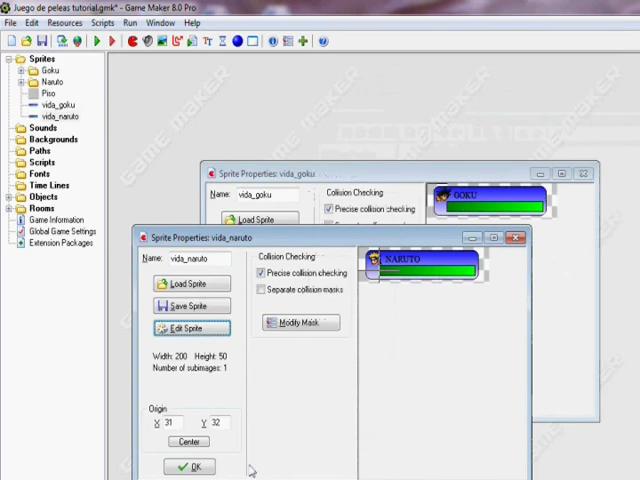 Juego de peleas tutorial.gmk* - Game Maker 8.0 Pro
File Edit Resources Scripts Run Window Help
Sprites
Goku
Naruto
Piso
vida_goku
vida_naruto
Sounds
Backgrounds
Paths
Scripts
Fonts
Time Lines
Objects
Rooms
Game Information
Global Game Settings
Extension Packages
GAME MAKER
Sprite Properties: vida_goku
Name: vida_goku
Collision Checking
Precise collision checking
Load Sprite
GOKU
Sprite Properties: vida_naruto
Name: vida_naruto
Load Sprite
Save Sprite
Edit Sprite
Width: 200 Height: 50
Number of subimages: 1
Origin
X 31 Y 32
Center
OK
Collision Checking
Precise collision checking
Separate collision masks
Modify Mask
NARUTO